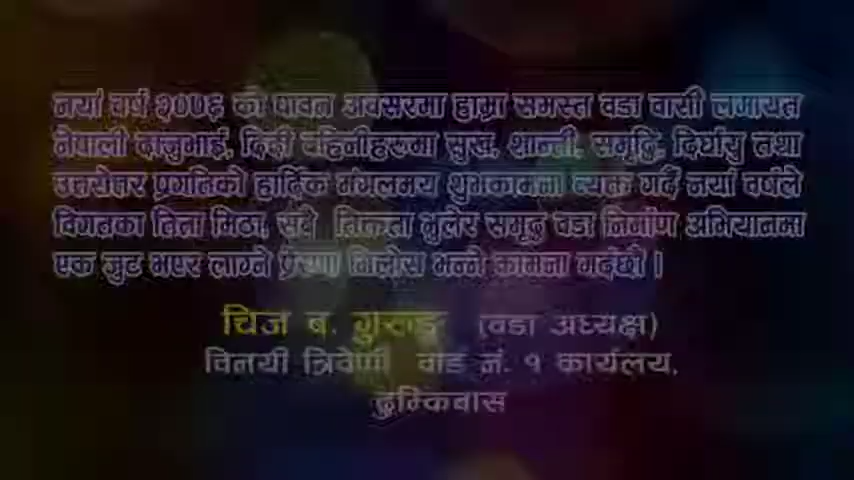 नयाँ वर्ष २०७६ को पावन अवसरमा हाम्रा समस्त वडा वासी लगायत
नेपाली दाजुभाई, दिदी वहिनीहरुमा सुख, शान्ती, समृद्धि, दिर्घायु तथा
उत्तरोत्तर प्रगतिको हार्दिक मंगलमय शुभकामना व्यक्त गर्दै नयाँ वर्षले
विगतका तिता मिठा, सबै तिक्तता भुलेर समृद्ध वडा निर्माण अभियानमा
एक जुट भएर लाग्ने प्रेरणा मिलोस भन्ने कामना गर्दछौ ।
चिज ब. गुरुङ (वडा अध्यक्ष)
विनयी त्रिवेणी वाड नं. १ कार्यलय,
दुम्किबास